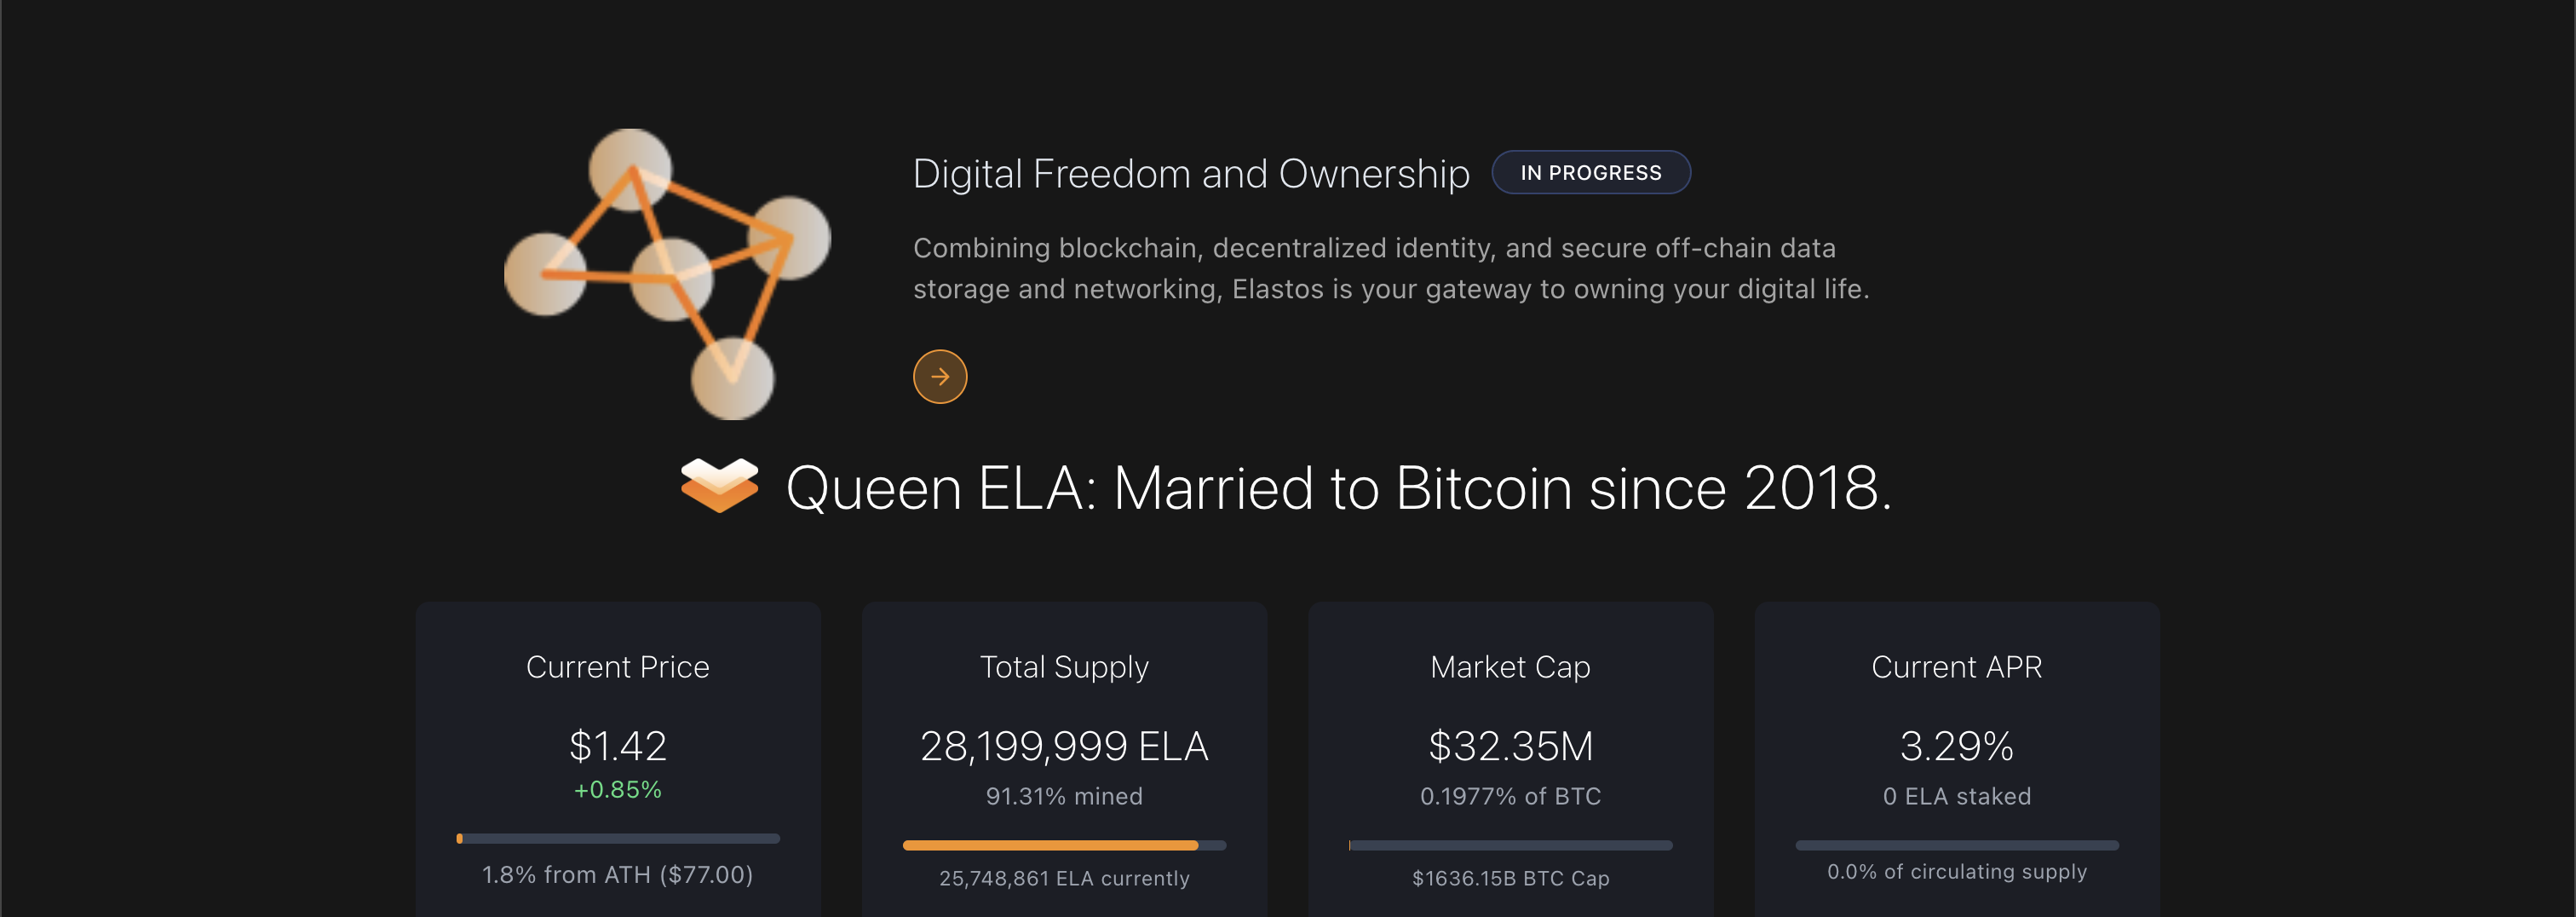 Digital Freedom and Ownership
IN PROGRESS
Combining blockchain, decentralized identity, and secure off-chain data
storage and networking, Elastos is your gateway to owning your digital life.
Queen ELA: Married to Bitcoin since 2018.
Current Price
$1.42
+0.85%
1.8% from ATH ($77.00)
Total Supply
28,199,999 ELA
91.31% mined
25,748,861 ELA currently
Market Cap
$32.35M
0.1977% of BTC
$1636.15B BTC Cap
Current APR
3.29%
0 ELA staked
0.0% of circulating supply